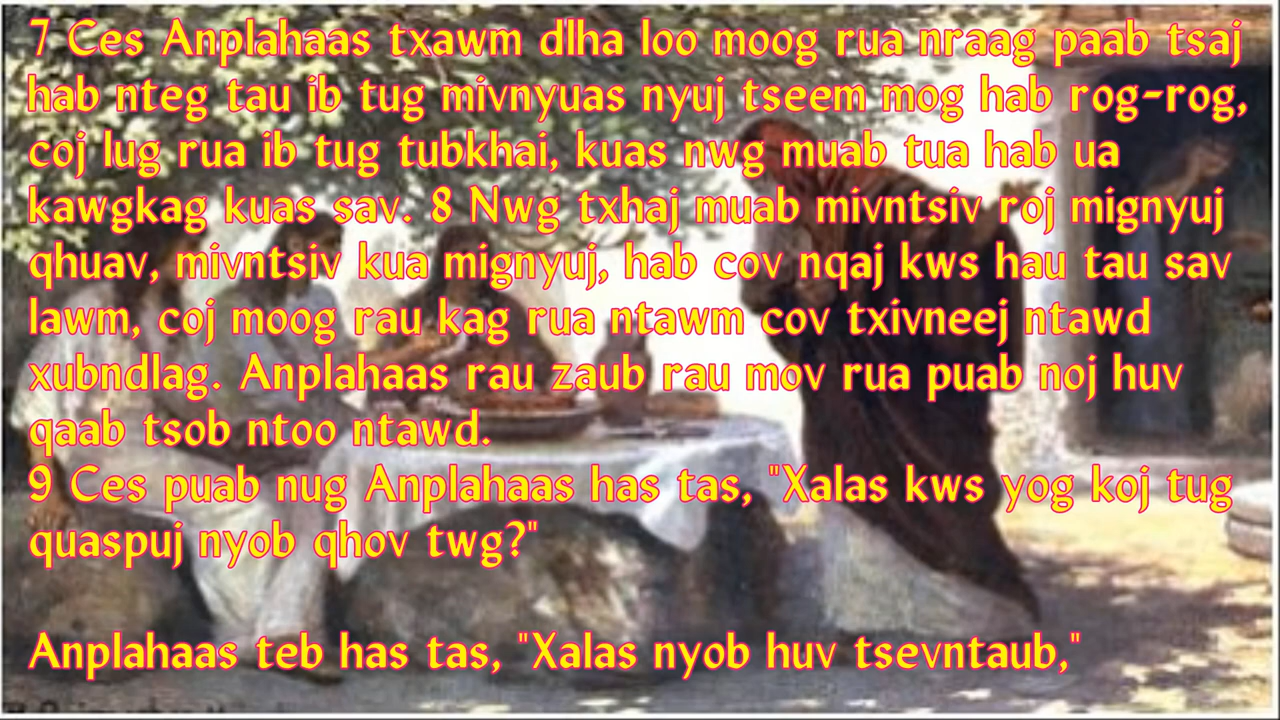 7 Ces Anplahaas txawm dlha loo moog rua nraag paab tsaj
hab nteg tau ib tug mivnyuas nyuj tseem mog hab rog-rog,
coj lug rua ib tug tubkhai, kuas nwg muab tua hab ua
kawgkag kuas sav. 8 Nwg txhaj muab mivntsiv roj mignyuj
qhuav, mivntsiv kua mignyuj, hab cov nqaj kws hau tau sav
lawm, coj moog rau kag rua ntawm cov txivneej ntawd
xubndlag. Anplahaas rau zaub rau mov rua puab noj huv
qaab tsob ntoo ntawd.
9 Ces puab nug Anplahaas has tas, "Xalas kws yog koj tug
quaspuj nyob qhov twg?"
Anplahaas teb has tas, "Xalas nyob huv tsevntaub,"